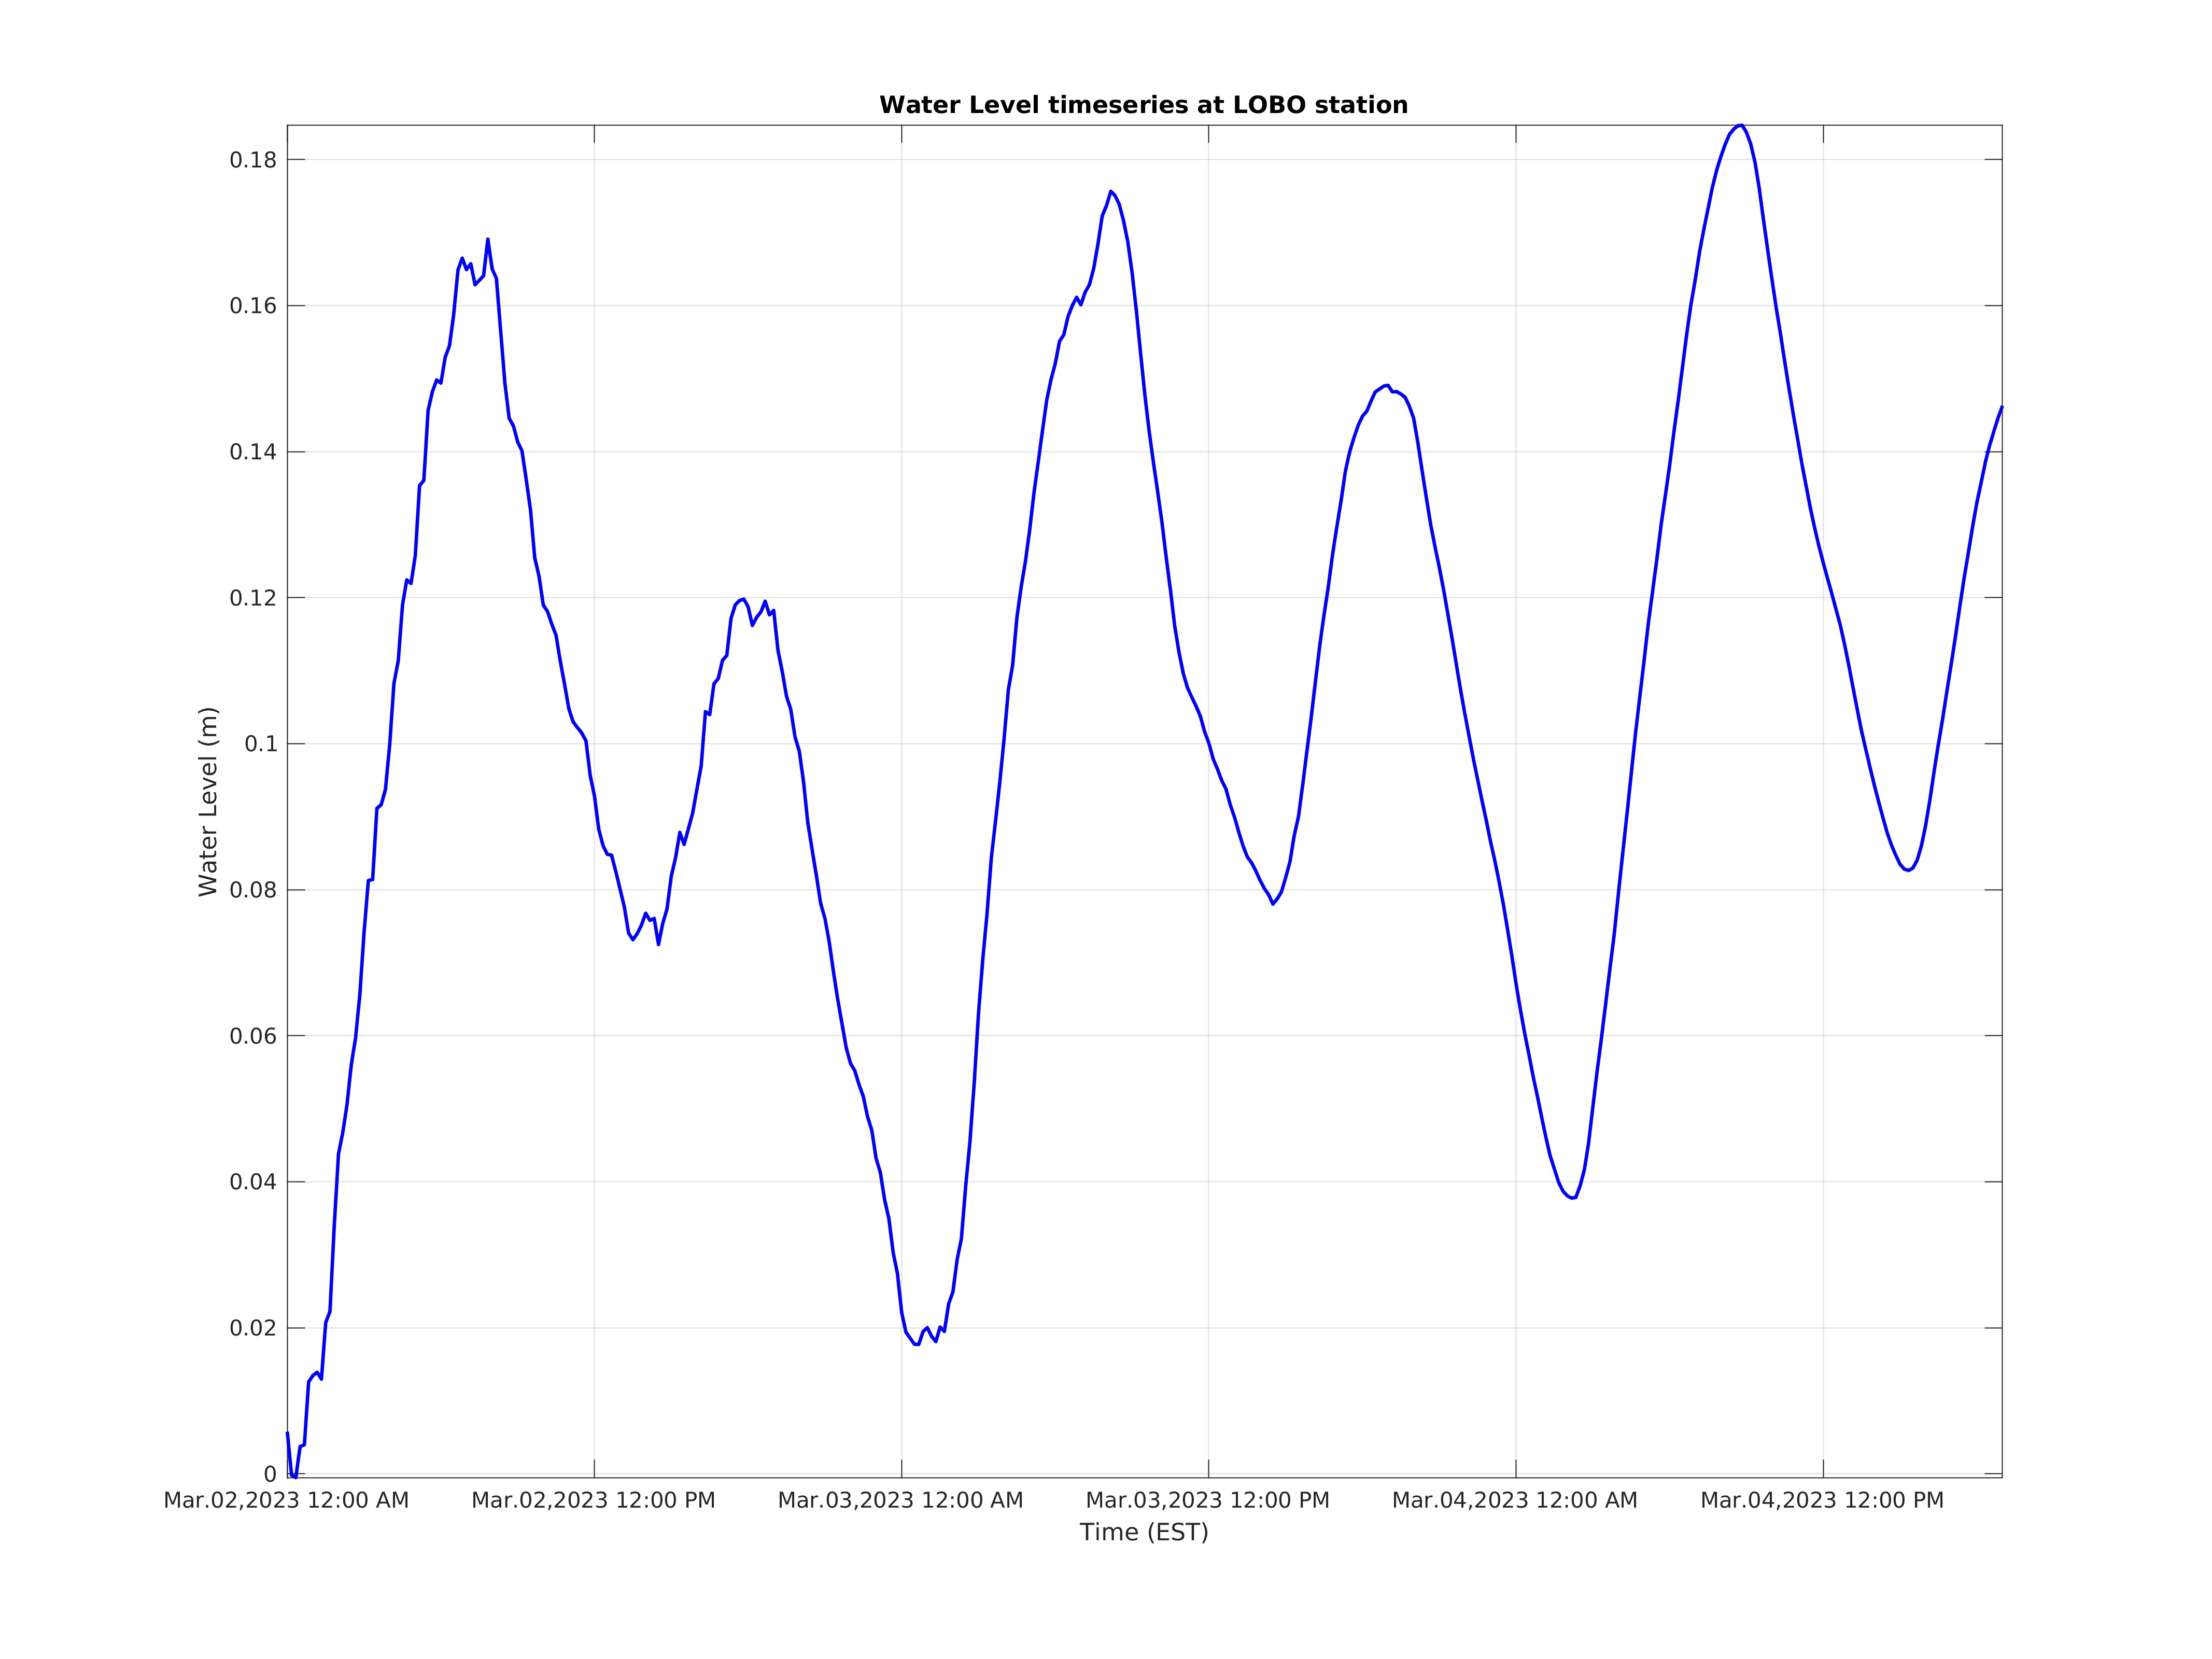 Water Level timeseries at LOBO station
0.18
0.16
0.14
0.12
0.1
0.08
0.06
0.04
0.02
0
Water Level (m)
Mar.02,2023 12:00 AM Mar.02,2023 12:00 PM Mar.03,2023 12:00 AM Mar.03,2023 12:00 PM Mar.04,2023 12:00 AM Mar.04,2023 12:00 PM
Time (EST)